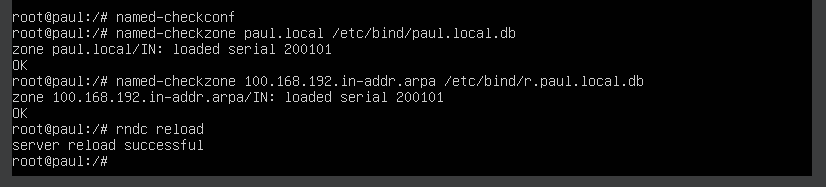 root@paul:/# named-checkconf
root@paul:/# named-checkzone paul.local /etc/bind/paul.local.db
zone paul.local/IN: loaded serial 200101
OK
root@paul:/# named-checkzone 100.168.192.in-addr.arpa /etc/bind/r.paul.local.db
zone 100.168.192.in-addr.arpa/IN: loaded serial 200101
OK
root@paul:/# rndc reload
server reload successful
root@paul:/#